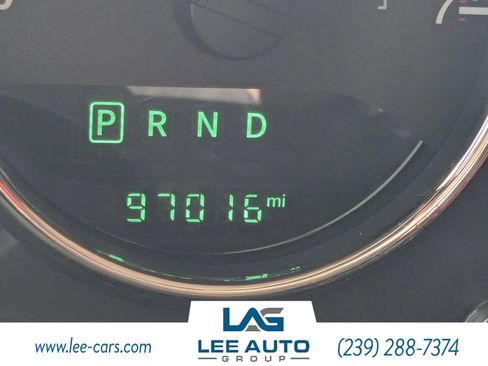 P R N D
97016 mi
LAG
www.lee-cars.com
LEE AUTO
GROUP
(239) 288-7374